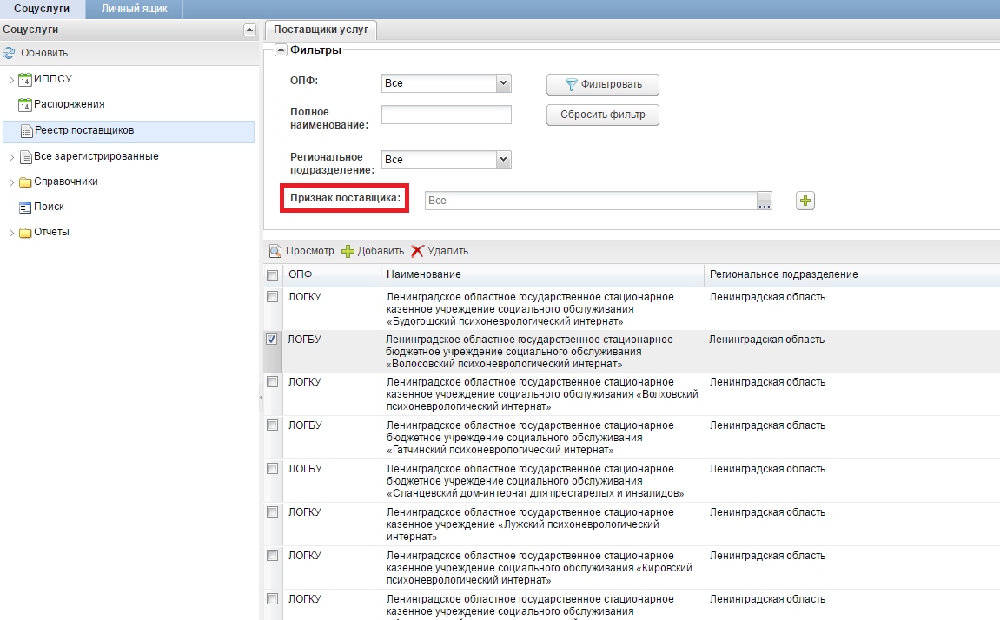 Соцуслуги
Личный ящик
Соцуслуги
Обновить
ИППСУ
Распоряжения
Реестр поставщиков
Все зарегистрированные
Справочники
Поиск
Отчеты
Поставщики услуг
Фильтры
ОПФ:
Все
Фильтровать
Полное
наименование:
Сбросить фильтр
Региональное
подразделение:
Все
Признак поставщика:
Все
Просмотр Добавить Удалить
ОПФ Наименование Региональное подразделение
ЛОГКУ Ленинградское областное государственное стационарное Ленинградская область
казенное учреждение социального обслуживания
«Будогощский психоневрологический интернат»
ЛОГБУ Ленинградское областное государственное стационарное Ленинградская область
бюджетное учреждение социального обслуживания
«Волосовский психоневрологический интернат»
ЛОГКУ Ленинградское областное государственное стационарное Ленинградская область
казенное учреждение социального обслуживания «Волховский
психоневрологический интернат»
ЛОГБУ Ленинградское областное государственное стационарное Ленинградская область
бюджетное учреждение социального обслуживания
«Гатчинский психоневрологический интернат»
ЛОГБУ Ленинградское областное государственное стационарное Ленинградская область
бюджетное учреждение социального обслуживания
«Сланцевский дом-интернат для престарелых и инвалидов»
ЛОГКУ Ленинградское областное государственное стационарное Ленинградская область
казенное учреждение «Лужский психоневрологический
интернат»
ЛОГКУ Ленинградское областное государственное стационарное Ленинградская область
казенное учреждение социального обслуживания «Кировский
психоневрологический интернат»
ЛОГКУ Ленинградское областное государственное стационарное Ленинградская область
казенное учреждение социального обслуживания